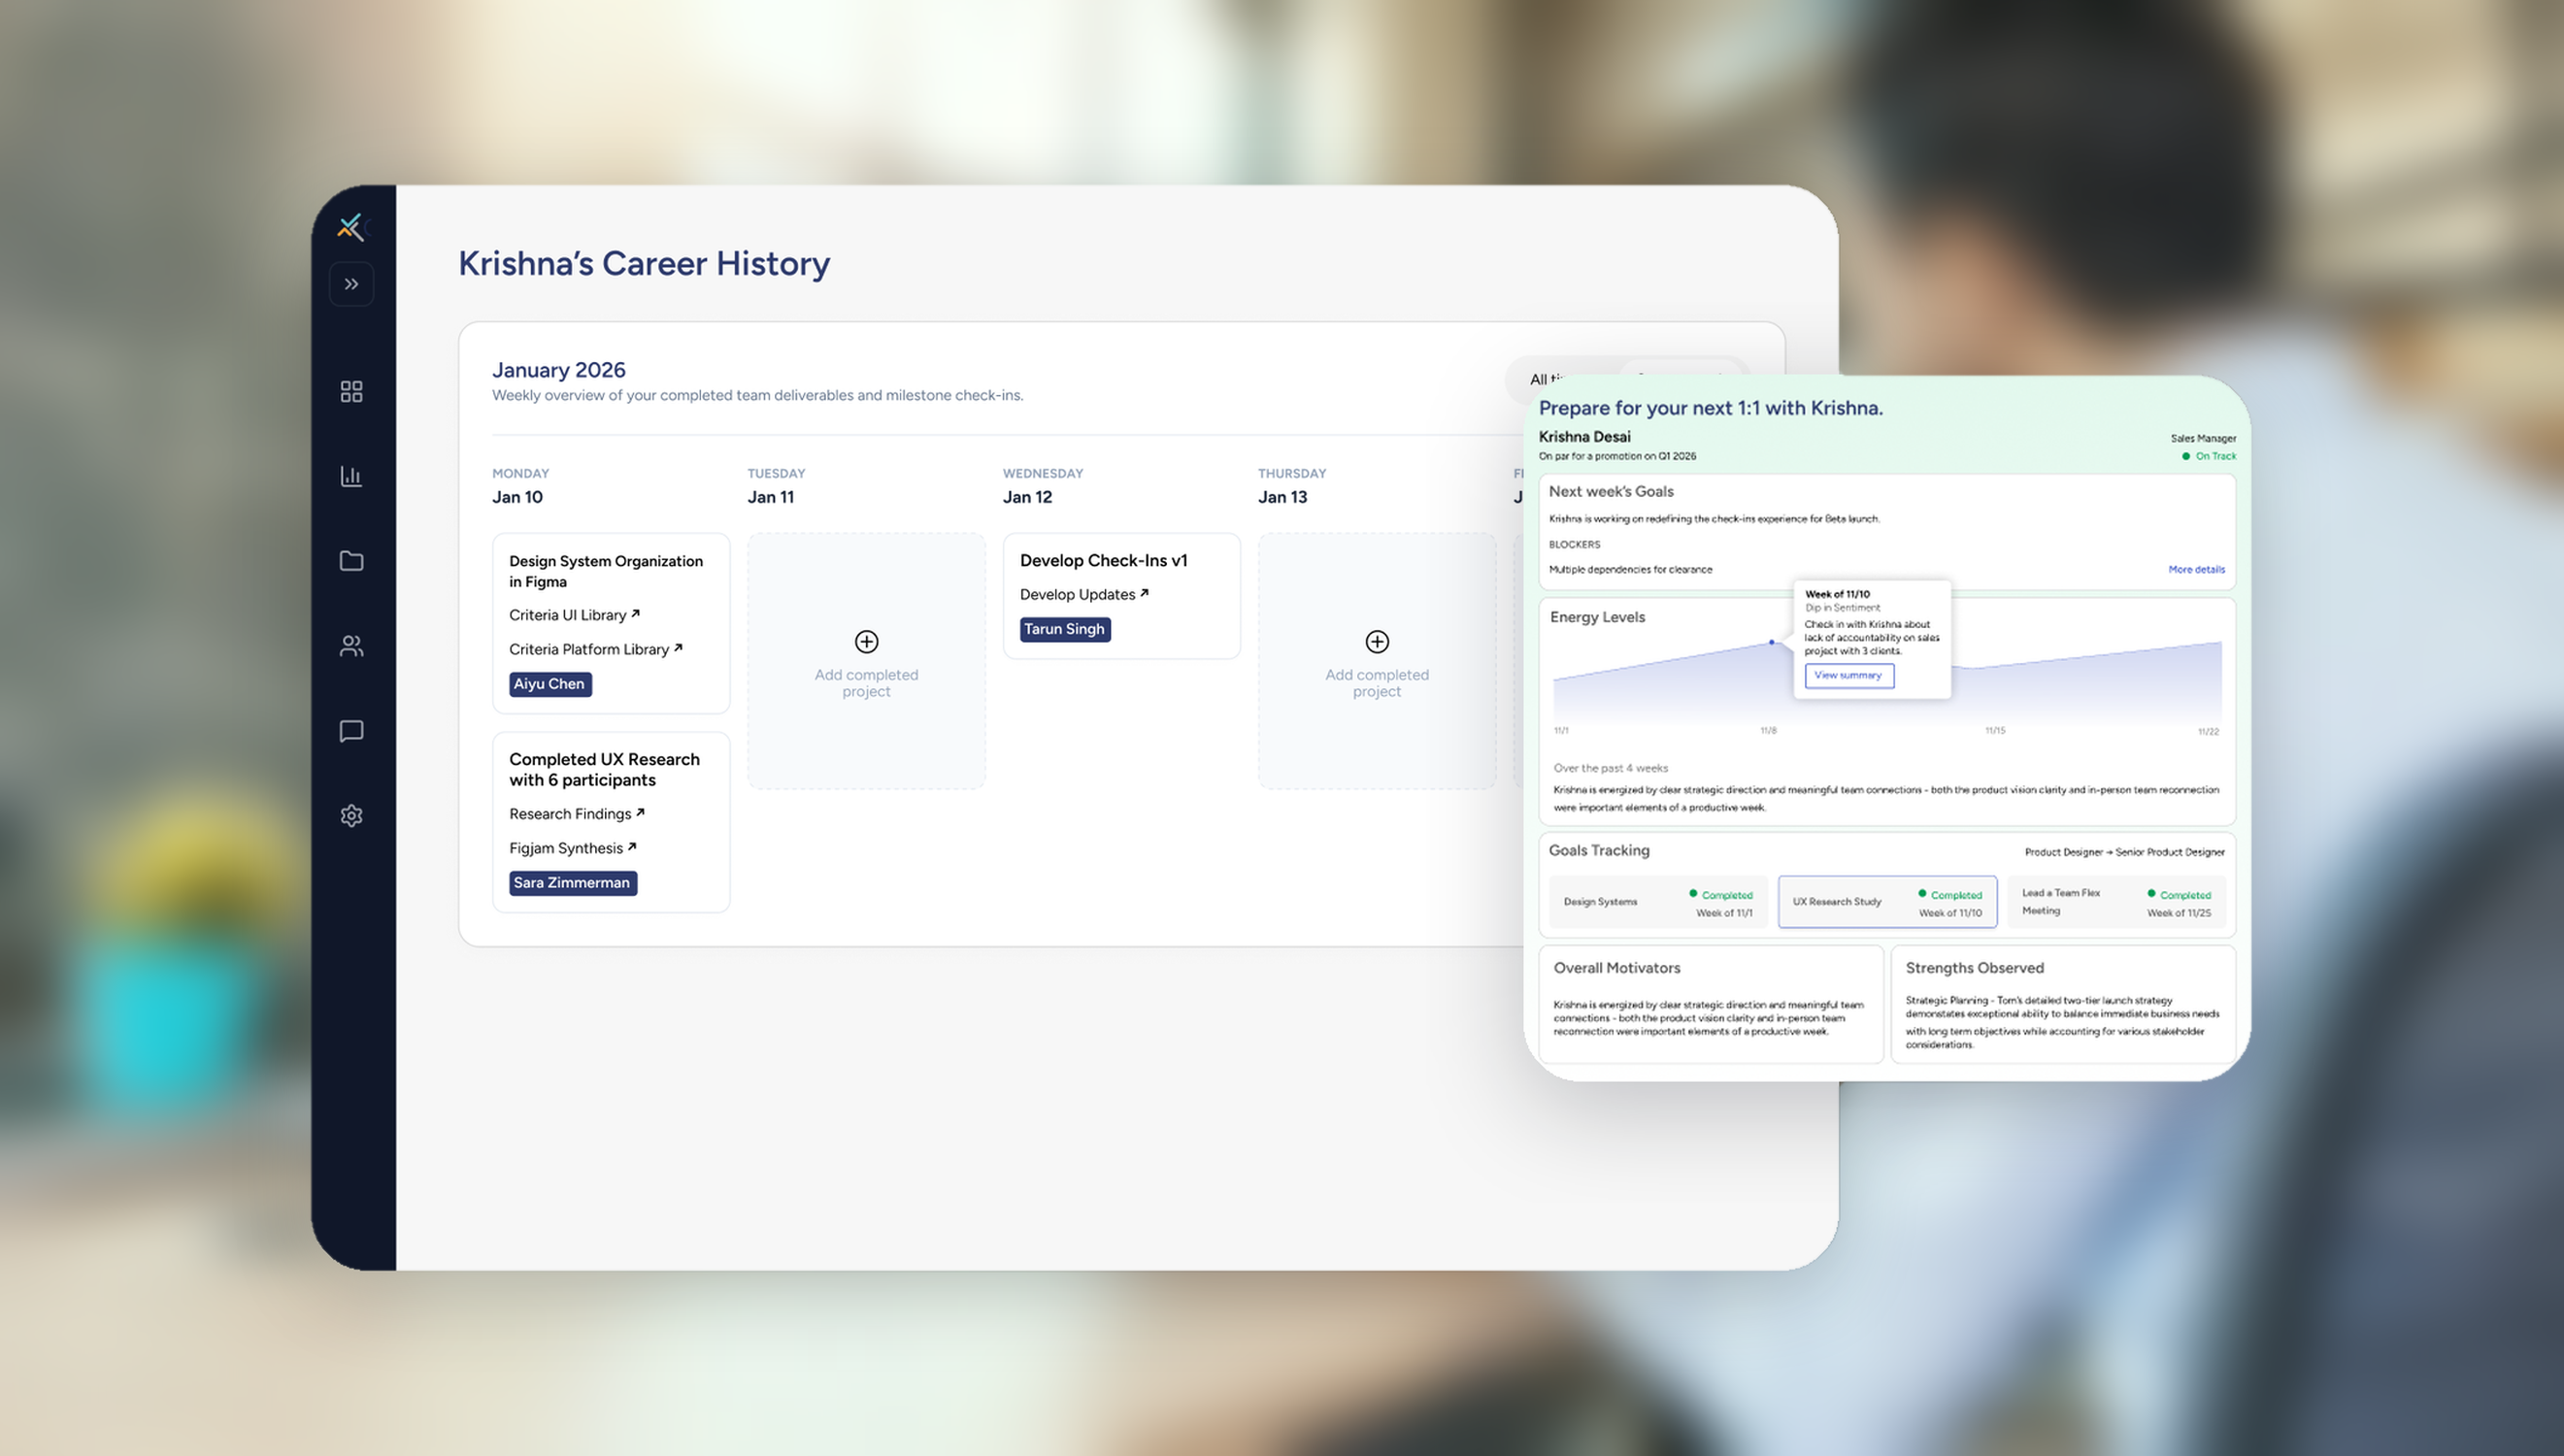 Krishna's Career History
January 2026
Weekly overview of your completed team deliverables and milestone check-ins.
All
MONDAY
Jan 10
TUESDAY
Jan 11
WEDNESDAY
Jan 12
THURSDAY
Jan 13
Design System Organization
in Figma
Criteria UI Library
Criteria Platform Library
Aiyu Chen
Completed UX Research
with 6 participants
Research Findings
Figjam Synthesis
Sara Zimmerman
Add completed
project
Develop Check-Ins v1
Develop Updates
Tarun Singh
Add completed
project
Prepare for your next 1:1 with Krishna.
Krishna Desai
Sales Manager
On par for a promotion on Q1 2026
On Track
Next week's Goals
Krishna is working on redefining the check-ins experience for Beta launch.
BLOCKERS
Multiple dependencies for clearance
More details
Energy Levels
Week of 11/10
Dip in Sentiment
Check in with Krishna about
lack of accountability on sales
project with 3 clients.
View summary
11/1
11/8
11/15
11/22
Over the past 4 weeks
Krishna is energized by clear strategic direction and meaningful team connections - both the product vision clarity and in-person team reconnection
were important elements of a productive week.
Goals Tracking
Product Designer → Senior Product Designer
Design Systems
Completed
Week of 11/1
UX Research Study
Completed
Week of 11/10
Lead a Team Flex
Meeting
Completed
Week of 11/25
Overall Motivators
Krishna is energized by clear strategic direction and meaningful team
connections - both the product vision clarity and in-person team
reconnection were important elements of a productive week.
Strengths Observed
Strategic Planning - Tom's detailed two-tier launch strategy
demonstates exceptional ability to balance immediate business needs
with long term objectives while accounting for various stakeholder
considerations.